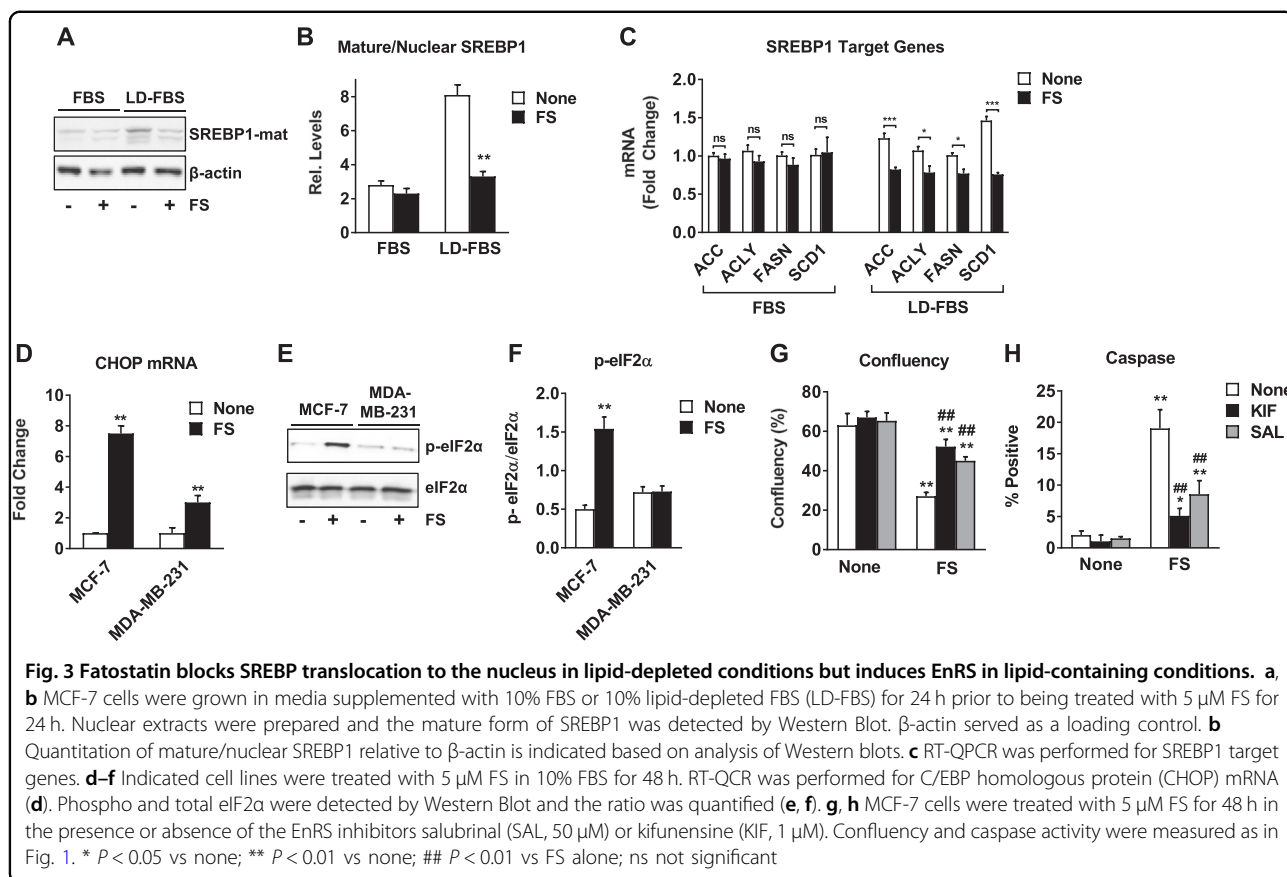 A
FBS LD-FBS
SREBP1-mat
β-actin
- + - + FS
B
Mature/Nuclear SREBP1
Rel. Levels
8
6
4
2
0
None
FS
**
FBS LD-FBS
C
SREBP1 Target Genes
mRNA
(Fold Change)
2.0
1.5
1.0
0.5
0.0
None
FS
ns ns ns ns *** * * ***
ACC ACLY FASN SCD1 ACC ACLY FASN SCD1
FBS LD-FBS
D
CHOP mRNA
Fold Change
10
8
6
4
2
0
None
FS
** **
MCF-7 MDA-MB-231
E
MCF-7 MDA-
MB-231
p-eIF2α
eIF2α
- + - + FS
F
p-eIF2α
p- eIF2α/eIF2α
2.0
1.5
1.0
0.5
0.0
None
FS
**
MCF-7 MDA-MB-231
G
Confluency
Confluency (%)
80
60
40
20
0
** ## ** ## **
None FS
H
Caspase
% Positive
25
20
15
10
5
0
** ## * ## **
None FS
None
KIF
SAL
Fig. 3 Fatostatin blocks SREBP translocation to the nucleus in lipid-depleted conditions but induces EnRS in lipid-containing conditions. a,
b MCF-7 cells were grown in media supplemented with 10% FBS or 10% lipid-depleted FBS (LD-FBS) for 24 h prior to being treated with 5 µM FS for
24 h. Nuclear extracts were prepared and the mature form of SREBP1 was detected by Western Blot. β-actin served as a loading control. b
Quantitation of mature/nuclear SREBP1 relative to β-actin is indicated based on analysis of Western blots. c RT-QPCR was performed for SREBP1 target
genes. d–f Indicated cell lines were treated with 5 µM FS in 10% FBS for 48 h. RT-QCR was performed for C/EBP homologous protein (CHOP) mRNA
(d). Phospho and total eIF2α were detected by Western Blot and the ratio was quantified (e, f). g, h MCF-7 cells were treated with 5 µM FS for 48 h in
the presence or absence of the EnRS inhibitors salubrinal (SAL, 50 µM) or kifunensine (KIF, 1 µM). Confluency and caspase activity were measured as in
Fig. 1. * P < 0.05 vs none; ** P < 0.01 vs none; ## P < 0.01 vs FS alone; ns not significant